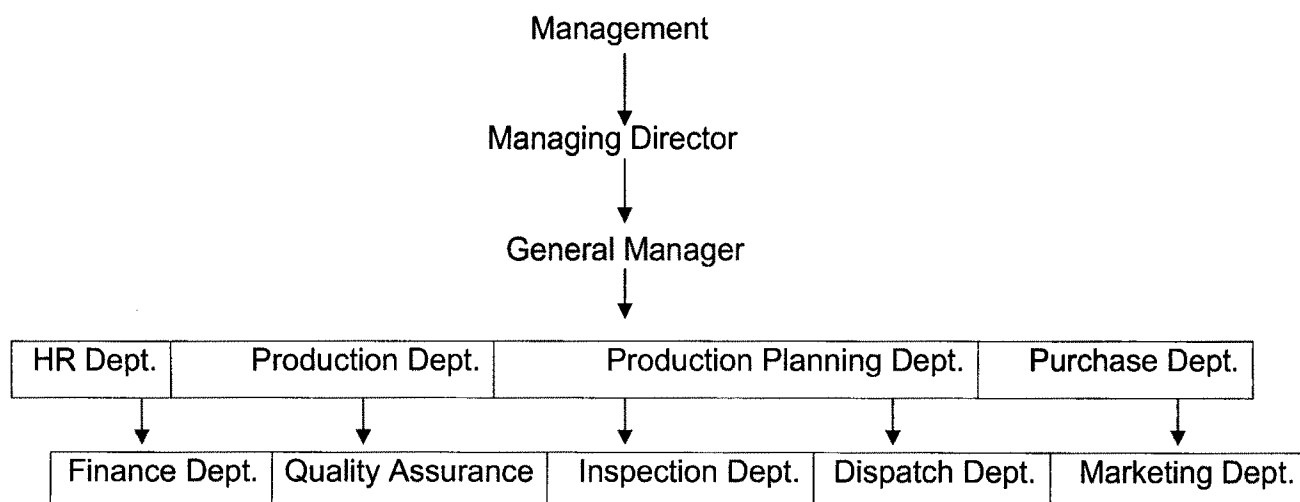 Management
Managing Director
General Manager
HR Dept. Production Dept. Production Planning Dept. Purchase Dept.
Finance Dept. Quality Assurance Inspection Dept. Dispatch Dept. Marketing Dept.